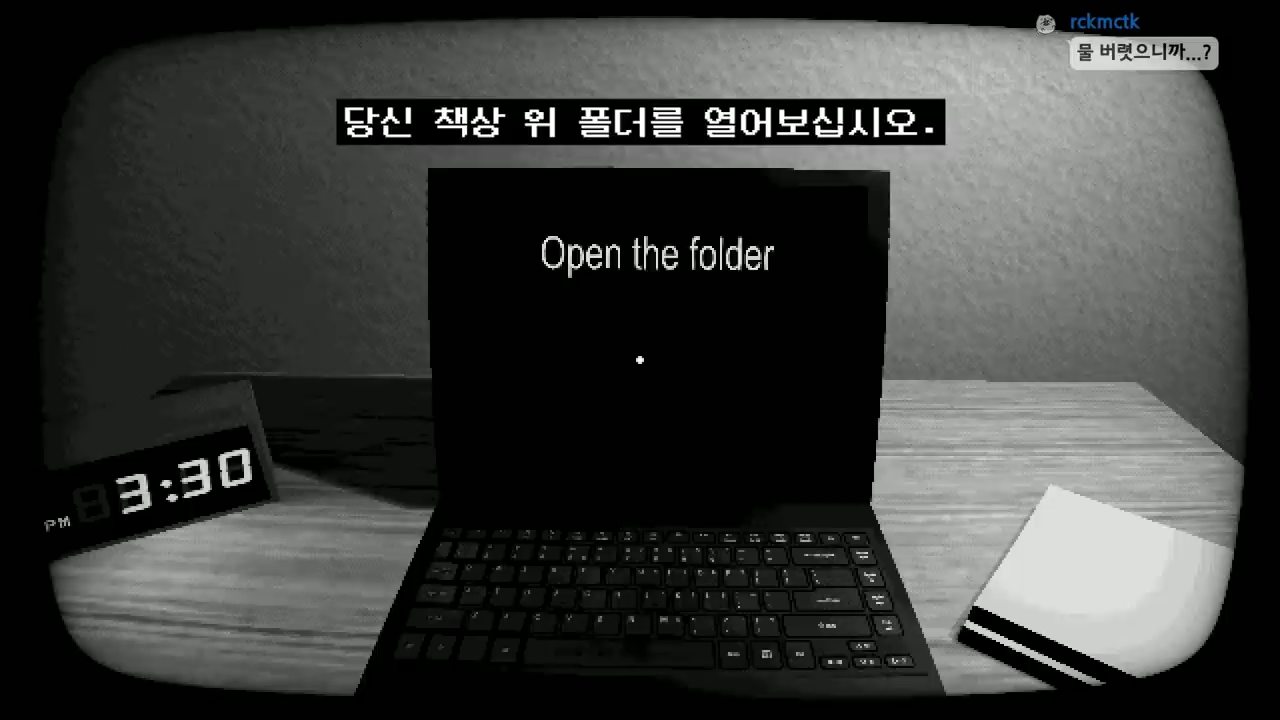 rckmctk
물 버렷으니까...?
당신 책상 위 폴더를 열어보십시오.
Open the folder
PM 3:30